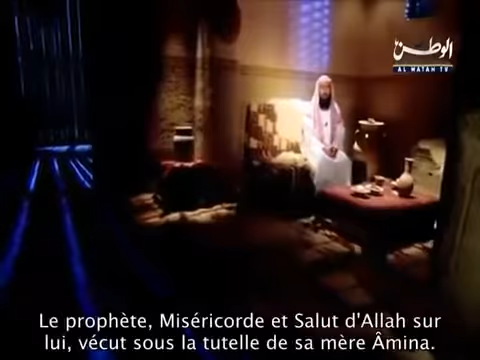 الوطن
AL WATAN TV
Le prophète, Miséricorde et Salut d'Allah sur
lui, vécut sous la tutelle de sa mère Âmina.